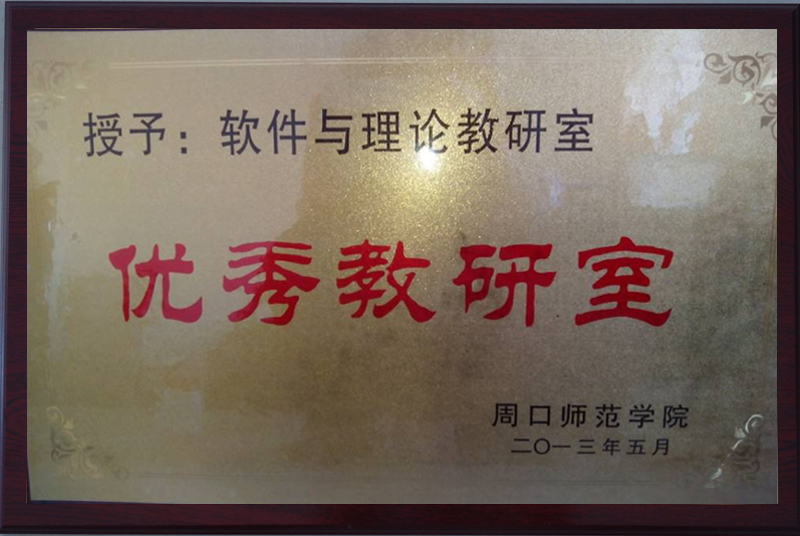 授予：软件与理论教研室
优秀教研室
周口师范学院
二〇一三年五月